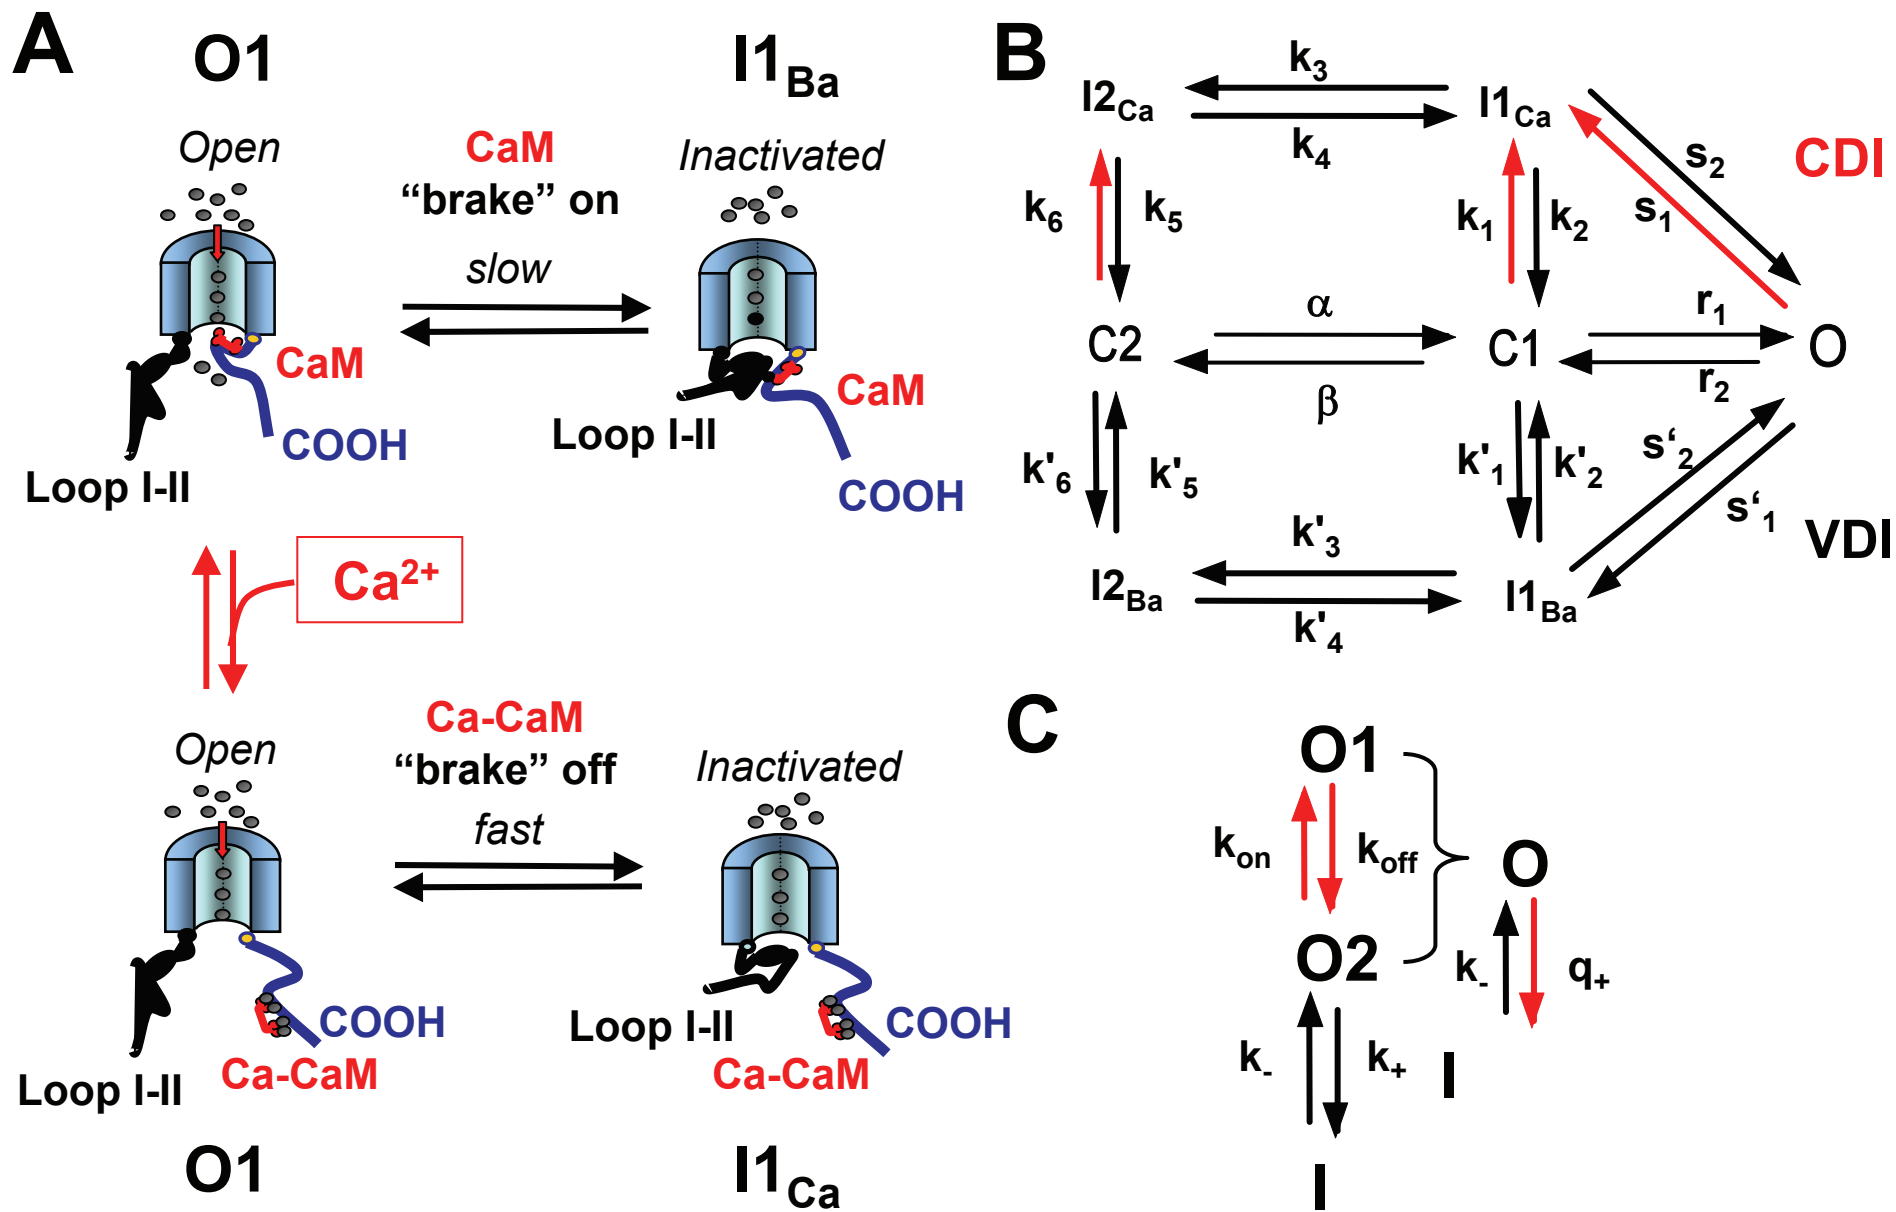 A
O1
I1Ba
Open
CaM
“brake” on
Inactivated
slow
CaM
CaM
Loop I-II
COOH
Loop I-II
COOH
Ca2+
Open
Ca-CaM
“brake” off
Inactivated
fast
COOH
Loop I-II
COOH
Ca-CaM
Ca-CaM
Loop I-II
O1
I1Ca
B
k3
I2Ca
I1Ca
k4
s2
CDI
k6
k5
k1
k2
s1
α
r1
C2
C1
O
β
r2
k'6
k'5
k'1
k'2
s‘2
s‘1
k'3
VDI
I2Ba
I1Ba
k'4
C
O1
kon
koff
O
O2
k-
q+
k-
k+
I
I